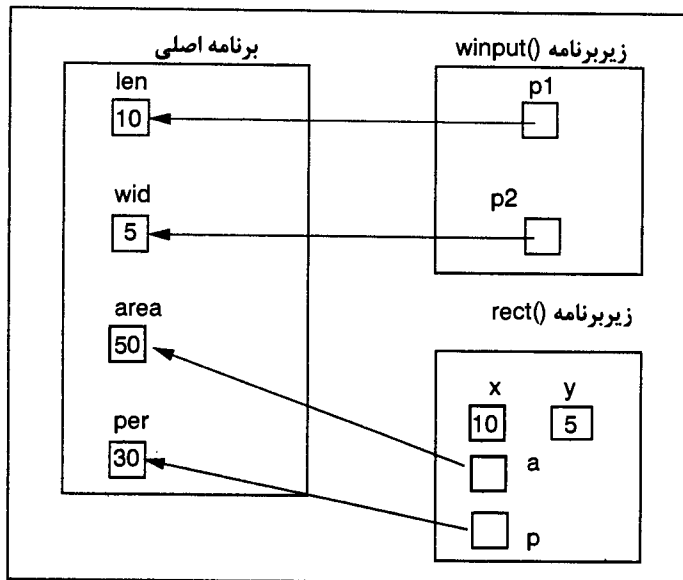 برنامه اصلی
len
10
wid
5
area
50
per
30
زیربرنامه winput()
p1
p2
زیربرنامه rect()
x y
10 5
a
p